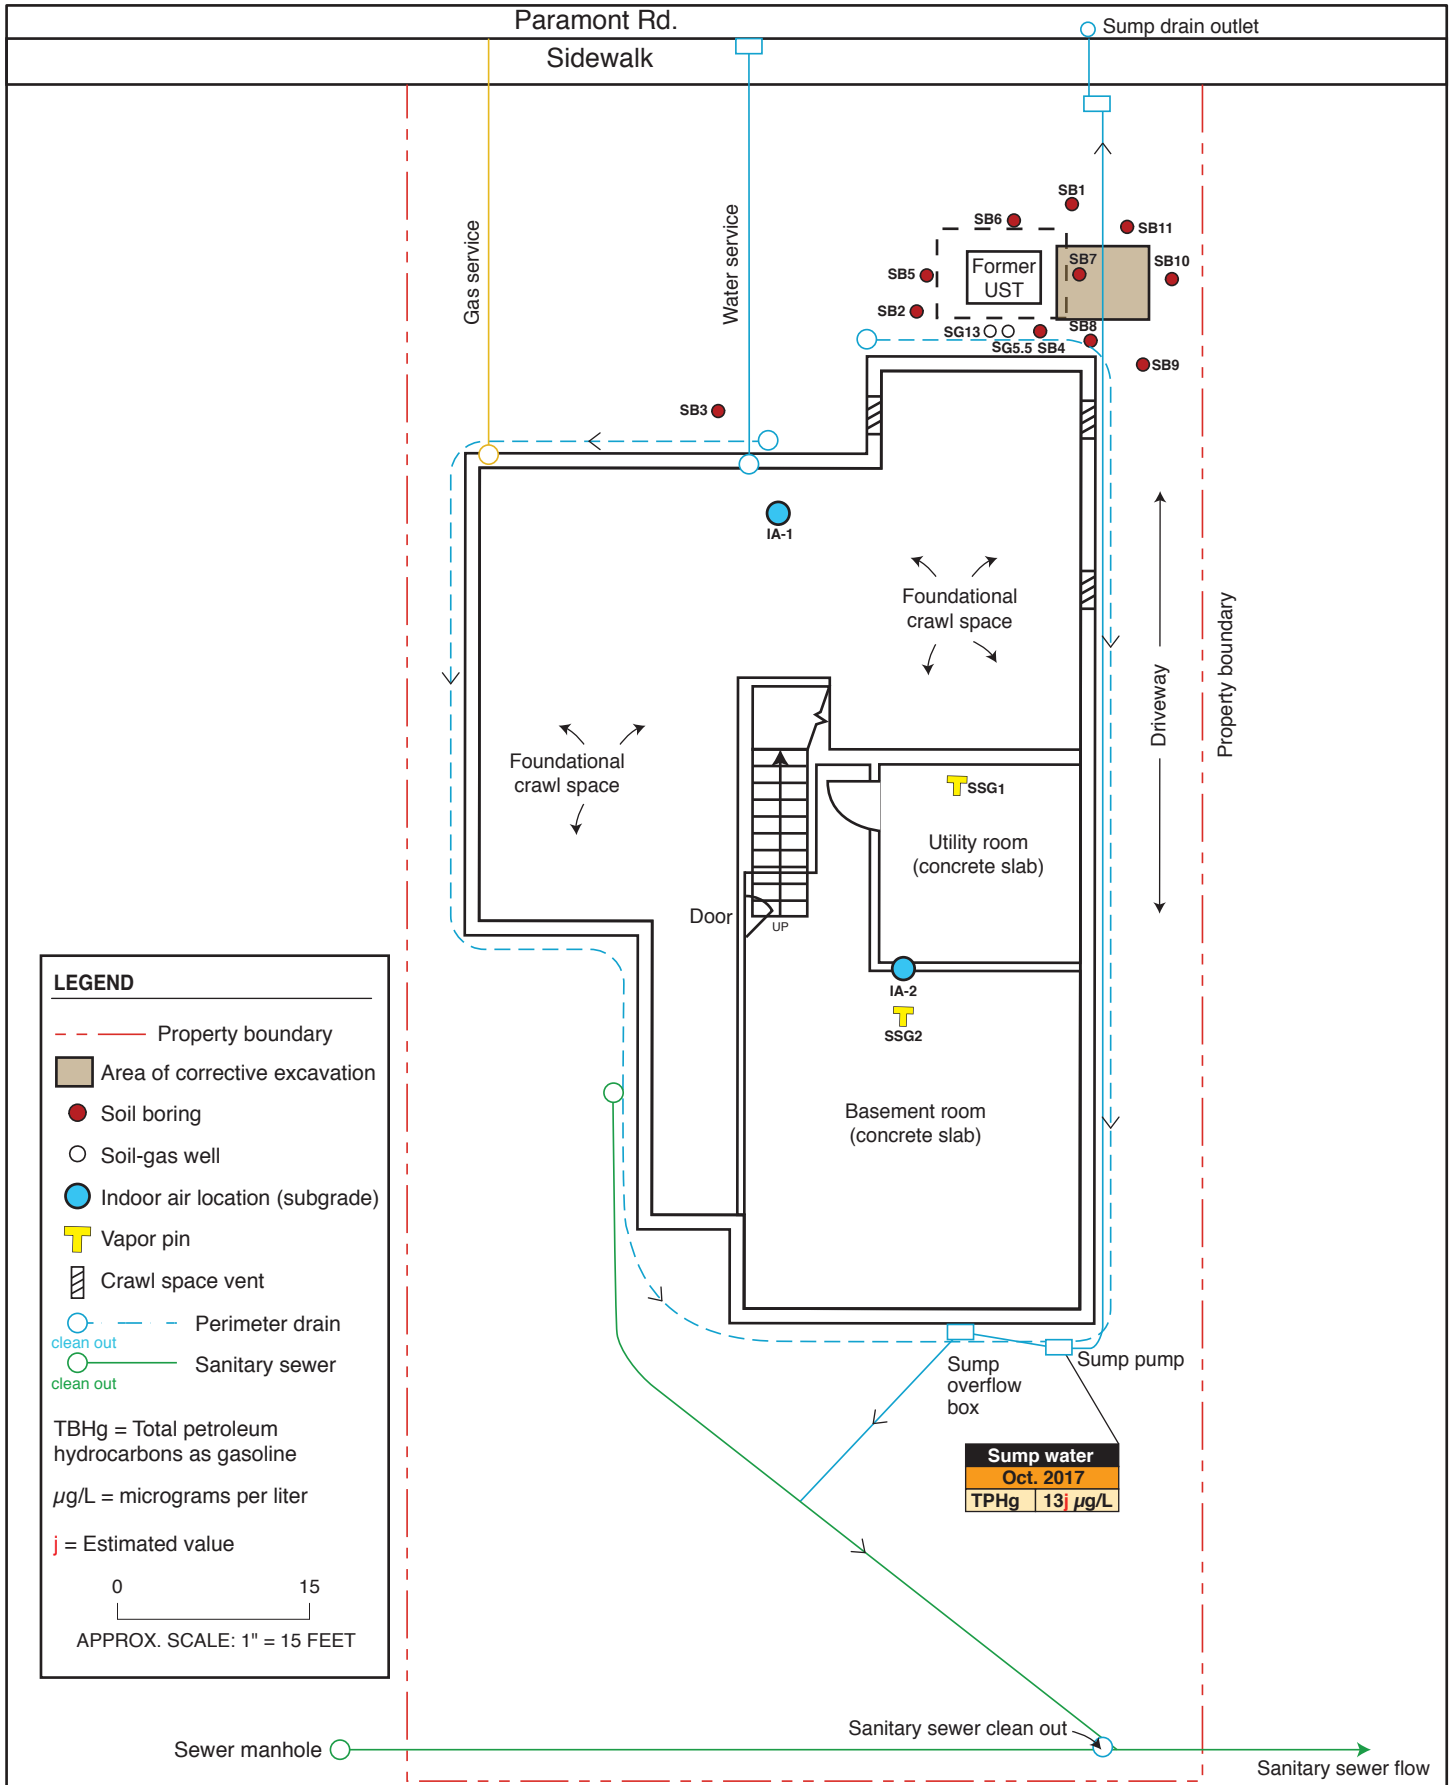 Paramont Rd.
Sidewalk
Sump drain outlet
Gas service
Water service
SB1
SB6
SB11
SB5
Former
UST
SB7
SB10
SB2
SG13
SB8
SG5.5 SB4
SB9
SB3
IA-1
Foundational
crawl space
Property boundary
Driveway
Foundational
crawl space
SSG1
Utility room
(concrete slab)
Door
UP
IA-2
SSG2
Basement room
(concrete slab)
LEGEND
Property boundary
Area of corrective excavation
Soil boring
Soil-gas well
Indoor air location (subgrade)
Vapor pin
Crawl space vent
Perimeter drain
clean out
Sanitary sewer
clean out
TBHg = Total petroleum
hydrocarbons as gasoline
µg/L = micrograms per liter
j = Estimated value
0 15
APPROX. SCALE: 1" = 15 FEET
Sump
overflow
box
Sump pump
Sump water
Oct. 2017
TPHg 13j µg/L
Sanitary sewer clean out
Sewer manhole
Sanitary sewer flow